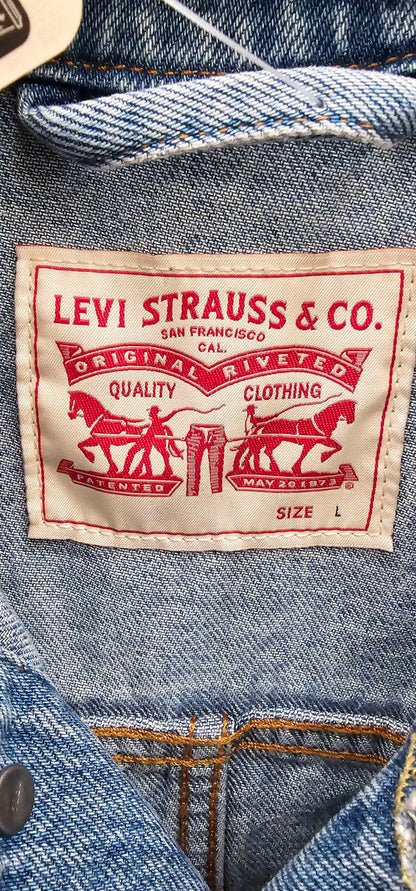 LEVI STRAUSS & CO.
SAN FRANCISCO
CAL.
ORIGINAL RIVETED
QUALITY CLOTHING
PATENTED MAY 20 1873 ®
SIZE L